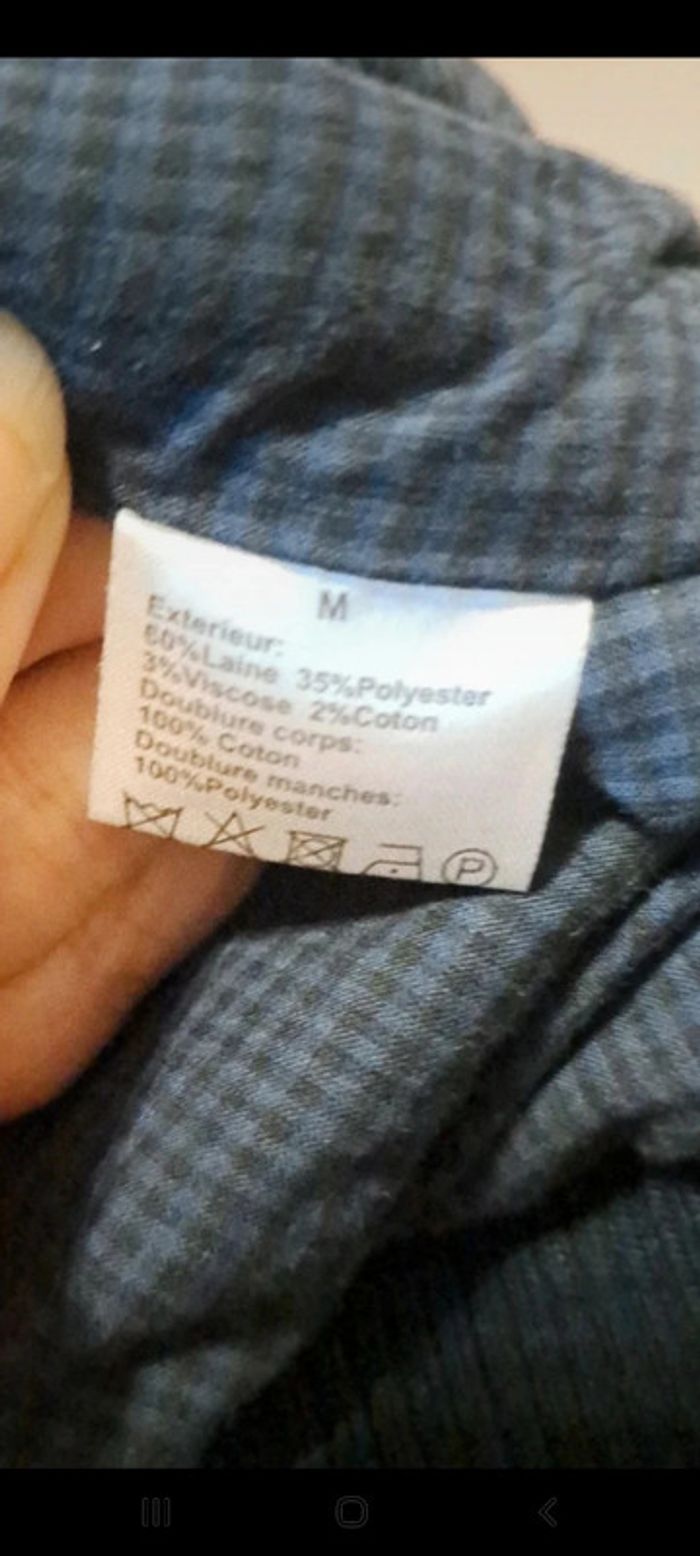 M
Exterieur:
60%Laine 35%Polyester
3%Viscose 2%Coton
Doublure corps:
100% Coton
Doublure manches:
100%Polyester
P